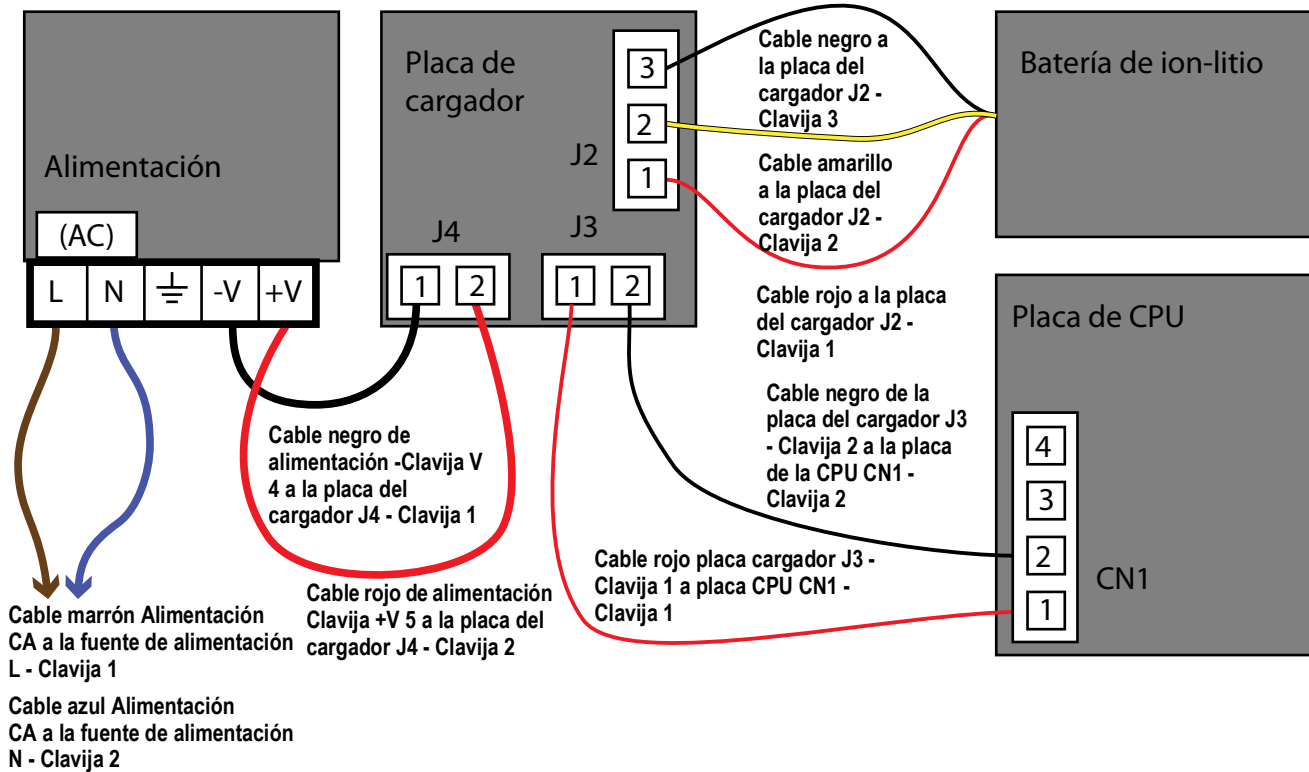 Alimentación
(AC)
L N -V +V
Placa de
cargador
J2
3
2
1
J4
1 2
J3
1 2
Cable negro a
la placa del
cargador J2 -
Clavija 3
Cable amarillo
a la placa del
cargador J2 -
Clavija 2
Cable rojo a la placa
del cargador J2 -
Clavija 1
Batería de ion-litio
Placa de CPU
4
3
2
1
CN1
Cable negro de la
placa del cargador J3
- Clavija 2 a la placa
de la CPU CN1 -
Clavija 2
Cable negro de
alimentación -Clavija V
4 a la placa del
cargador J4 - Clavija 1
Cable rojo placa cargador J3 -
Clavija 1 a placa CPU CN1 -
Clavija 1
Cable rojo de alimentación
Clavija +V 5 a la placa del
cargador J4 - Clavija 2
Cable marrón Alimentación
CA a la fuente de alimentación
L - Clavija 1
Cable azul Alimentación
CA a la fuente de alimentación
N - Clavija 2